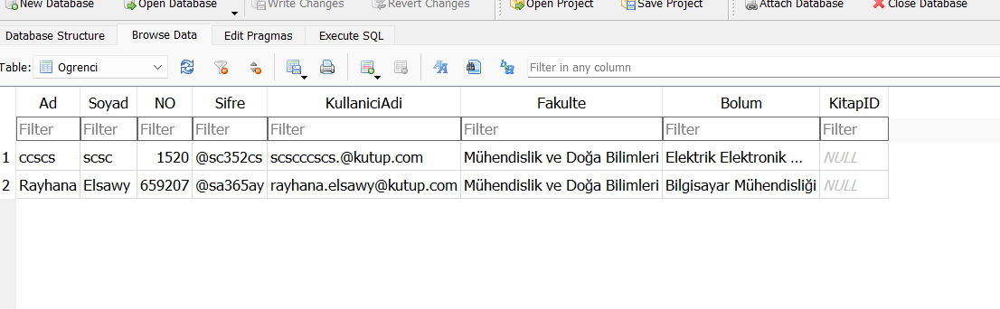 New Database Open Database Write Changes Revert Changes Open Project Save Project Attach Database Close Database
Database Structure Browse Data Edit Pragmas Execute SQL
Table: Ogrenci Filter in any column
Ad Soyad NO Sifre KullaniciAdi Fakulte Bolum KitapID
Filter Filter Filter Filter Filter Filter Filter Filter
1 ccscs scsc 1520 @sc352cs scscccscs.@kutup.com Mühendislik ve Doğa Bilimleri Elektrik Elektronik ... NULL
2 Rayhana Elsawy 659207 @sa365ay rayhana.elsawy@kutup.com Mühendislik ve Doğa Bilimleri Bilgisayar Mühendisliği NULL